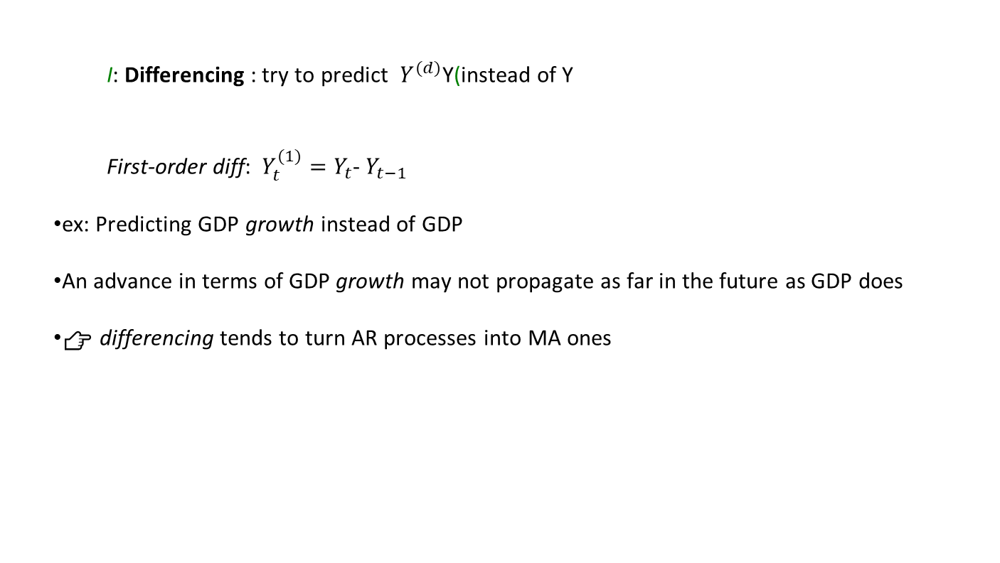 I: Differencing : try to predict Y^(d)Y(instead of Y
First-order diff: Y_t^(1) = Y_t- Y_{t−1}
•ex: Predicting GDP growth instead of GDP
•An advance in terms of GDP growth may not propagate as far in the future as GDP does
•👉 differencing tends to turn AR processes into MA ones